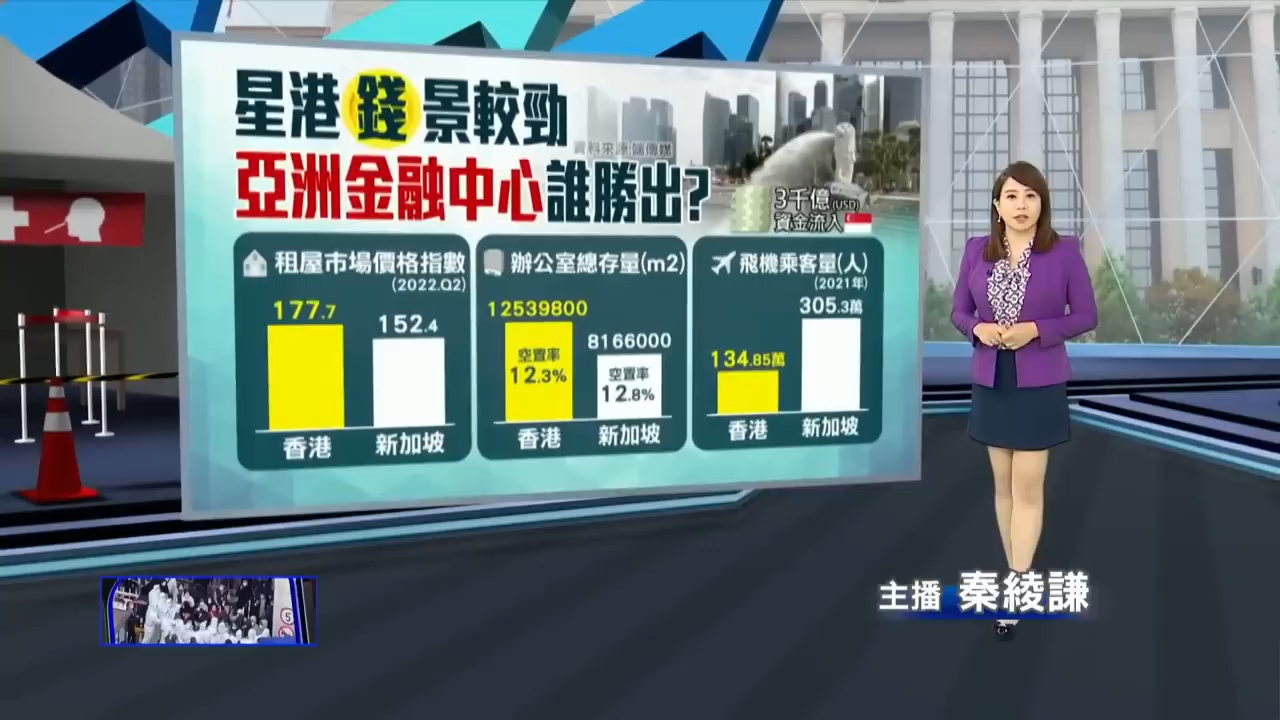 星港錢景較勁
資料來源:端傳媒
亞洲金融中心誰勝出?
3千億(USD)
資金流入
租屋市場價格指數
(2022.Q2)
177.7
152.4
香港
新加坡
辦公室總存量(m2)
12539800
8166000
空置率
12.3%
空置率
12.8%
香港
新加坡
飛機乘客量(人)
(2021年)
305.3萬
134.85萬
香港
新加坡
主播 秦綾謙
5